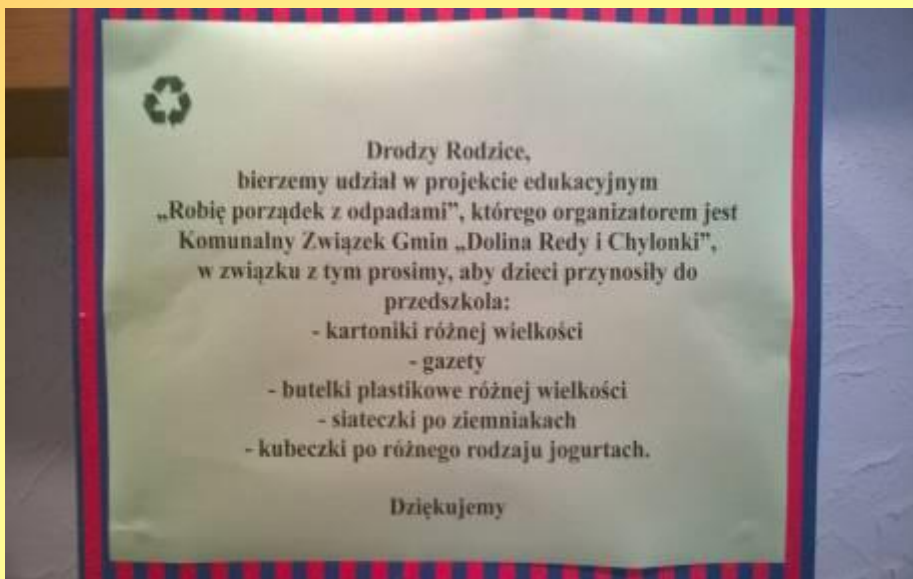 Drodzy Rodzice,
bierzemy udział w projekcie edukacyjnym
„Robię porządek z odpadami”, którego organizatorem jest
Komunalny Związek Gmin „Dolina Redy i Chylonki”,
w związku z tym prosimy, aby dzieci przynosiły do
przedszkola:
- kartoniki różnej wielkości
- gazety
- butelki plastikowe różnej wielkości
- siateczki po ziemniakach
- kubeczki po różnego rodzaju jogurtach.
Dziękujemy